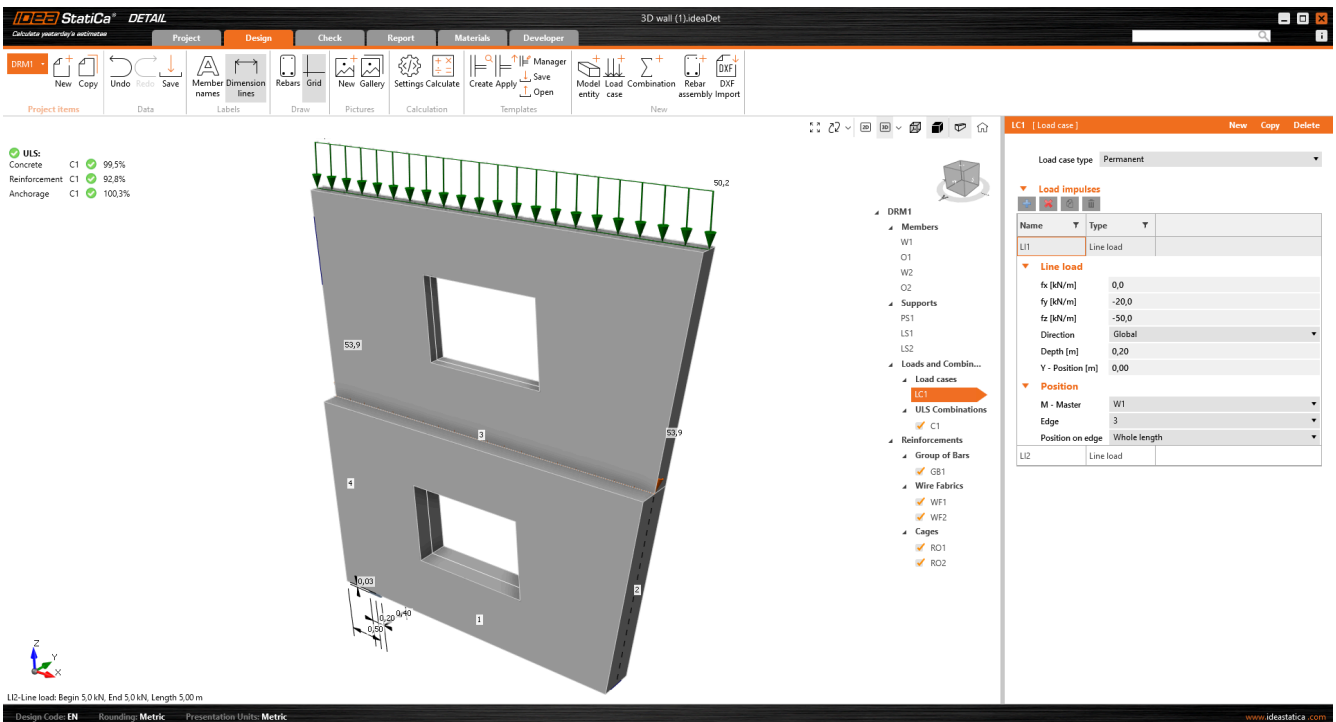 IDEA StatiCa® DETAIL
Calculate yesterday's estimates
3D wall (1).ideaDet
Project Design Check Report Materials Developer
DRM1
New Copy Undo Redo Save Member names Dimension lines Rebars Grid New Gallery Settings Calculate Create Apply Manager Save Open Model entity Load case Combination Rebar assembly DXF DXF Import
Project items Data Labels Draw Pictures Calculation Templates New
ULS:
Concrete C1 99,5%
Reinforcement C1 92,8%
Anchorage C1 100,3%
50,2
53,9
3
53,9
4
2
0,03
0,20
0,40
0,50
1
Z
Y
X
LI2-Line load: Begin 5,0 kN, End 5,0 kN, Length 5,00 m
2D 3D
DRM1
Members
W1
O1
W2
O2
Supports
PS1
LS1
LS2
Loads and Combin...
Load cases
LC1
ULS Combinations
C1
Reinforcements
Group of Bars
GB1
Wire Fabrics
WF1
WF2
Cages
RO1
RO2
LC1 [Load case] New Copy Delete
Load case type Permanent
Load impulses
Name Type
LI1 Line load
Line load
fx [kN/m] 0,0
fy [kN/m] -20,0
fz [kN/m] -50,0
Direction Global
Depth [m] 0,20
Y - Position [m] 0,00
Position
M - Master W1
Edge 3
Position on edge Whole length
LI2 Line load
Design Code: EN Rounding: Metric Presentation Units: Metric
www.ideastatica.com